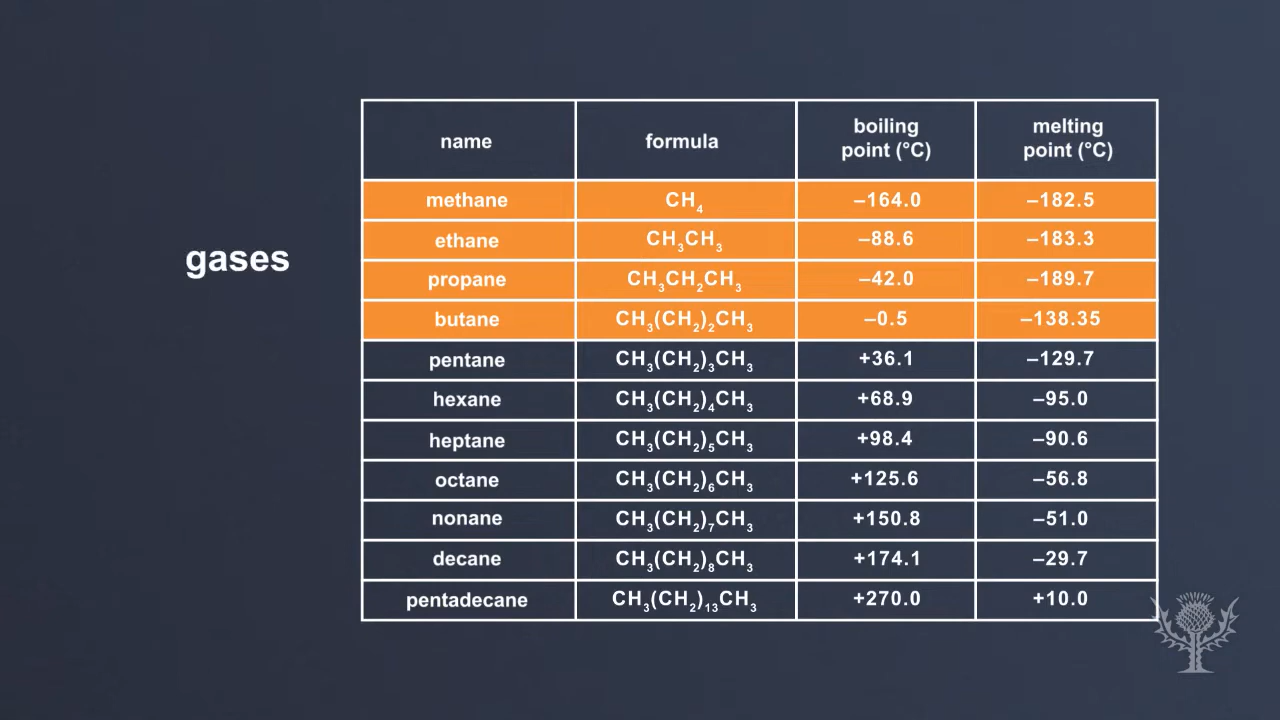 gases
name formula boiling point (°C) melting point (°C)
methane CH₄ –164.0 –182.5
ethane CH₃CH₃ –88.6 –183.3
propane CH₃CH₂CH₃ –42.0 –189.7
butane CH₃(CH₂)₂CH₃ –0.5 –138.35
pentane CH₃(CH₂)₃CH₃ +36.1 –129.7
hexane CH₃(CH₂)₄CH₃ +68.9 –95.0
heptane CH₃(CH₂)₅CH₃ +98.4 –90.6
octane CH₃(CH₂)₆CH₃ +125.6 –56.8
nonane CH₃(CH₂)₇CH₃ +150.8 –51.0
decane CH₃(CH₂)₈CH₃ +174.1 –29.7
pentadecane CH₃(CH₂)₁₃CH₃ +270.0 +10.0